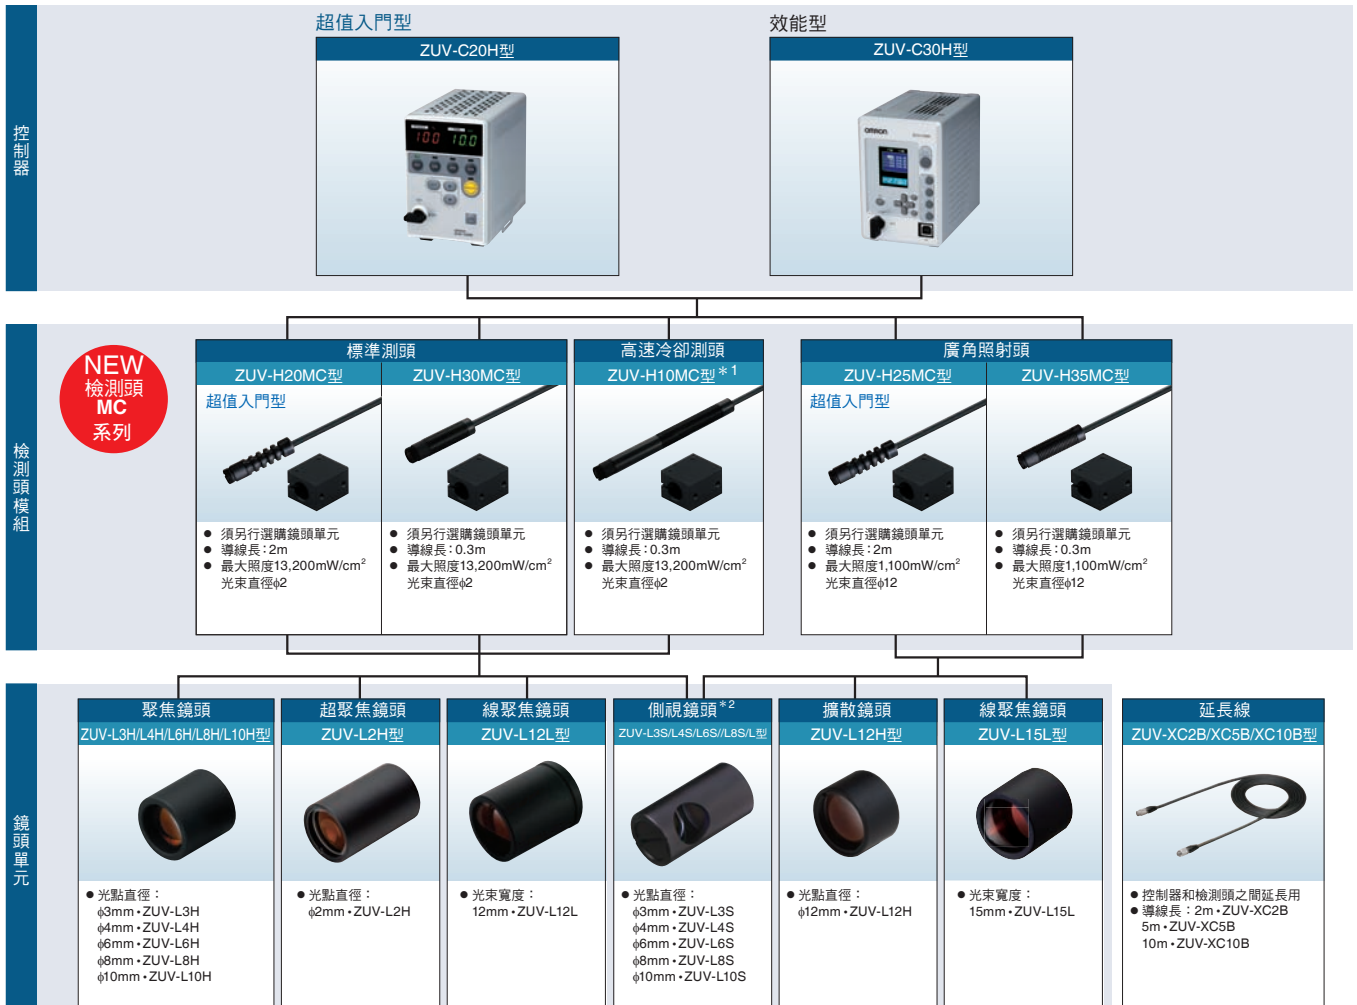 超值入門型
效能型
ZUV-C20H型
ZUV-C30H型
控制器
100 100
OMRON
NEW
檢測頭
MC
系列
檢測頭模組
標準測頭
高速冷卻測頭
廣角照射頭
ZUV-H20MC型
ZUV-H30MC型
ZUV-H10MC型*1
ZUV-H25MC型
ZUV-H35MC型
超值入門型
● 須另行選購鏡頭單元
● 導線長:2m
● 最大照度13,200mW/cm²
光束直徑ϕ2
● 須另行選購鏡頭單元
● 導線長:0.3m
● 最大照度13,200mW/cm²
光束直徑ϕ2
● 須另行選購鏡頭單元
● 導線長:0.3m
● 最大照度13,200mW/cm²
光束直徑ϕ2
超值入門型
● 須另行選購鏡頭單元
● 導線長:2m
● 最大照度1,100mW/cm²
光束直徑ϕ12
● 須另行選購鏡頭單元
● 導線長:0.3m
● 最大照度1,100mW/cm²
光束直徑ϕ12
鏡頭單元
聚焦鏡頭
ZUV-L3H/L4H/L6H/L8H/L10H型
● 光點直徑：
ϕ3mm・ZUV-L3H
ϕ4mm・ZUV-L4H
ϕ6mm・ZUV-L6H
ϕ8mm・ZUV-L8H
ϕ10mm・ZUV-L10H
超聚焦鏡頭
ZUV-L2H型
● 光點直徑：
ϕ2mm・ZUV-L2H
線聚焦鏡頭
ZUV-L12L型
● 光束寬度：
12mm・ZUV-L12L
側視鏡頭*2
ZUV-L3S/L4S/L6S//L8S/L型
● 光點直徑：
ϕ3mm・ZUV-L3S
ϕ4mm・ZUV-L4S
ϕ6mm・ZUV-L6S
ϕ8mm・ZUV-L8S
ϕ10mm・ZUV-L10S
擴散鏡頭
ZUV-L12H型
● 光點直徑：
ϕ12mm・ZUV-L12H
線聚焦鏡頭
ZUV-L15L型
● 光束寬度：
15mm・ZUV-L15L
延長線
ZUV-XC2B/XC5B/XC10B型
● 控制器和檢測頭之間延長用
● 導線長：2m・ZUV-XC2B
5m・ZUV-XC5B
10m・ZUV-XC10B